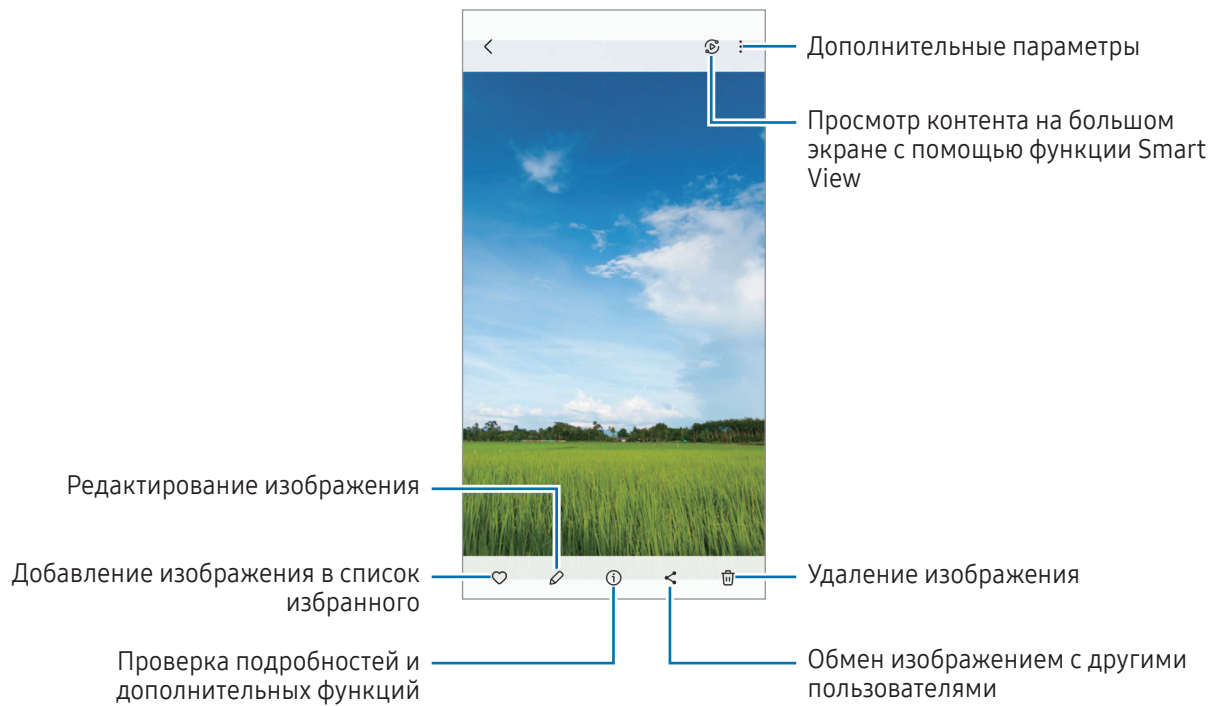 Дополнительные параметры
Просмотр контента на большом
экране с помощью функции Smart
View
Редактирование изображения
Добавление изображения в список
избранного
Удаление изображения
Проверка подробностей и
дополнительных функций
Обмен изображением с другими
пользователями